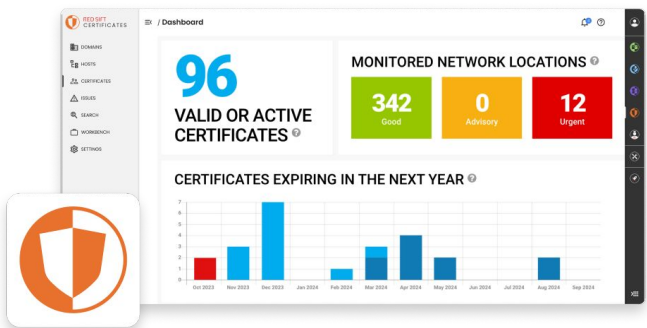 RED SIFT
CERTIFICATES
/ Dashboard
DOMAINS
HOSTS
CERTIFICATES
ISSUES
SEARCH
WORKBENCH
SETTINGS
96
VALID OR ACTIVE
CERTIFICATES
MONITORED NETWORK LOCATIONS
342
Good
0
Advisory
12
Urgent
CERTIFICATES EXPIRING IN THE NEXT YEAR
7
6
5
4
3
2
1
0
Oct 2023 Nov 2023 Dec 2023 Jan 2024 Feb 2024 Mar 2024 Apr 2024 May 2024 Jun 2024 Jul 2024 Aug 2024 Sep 2024